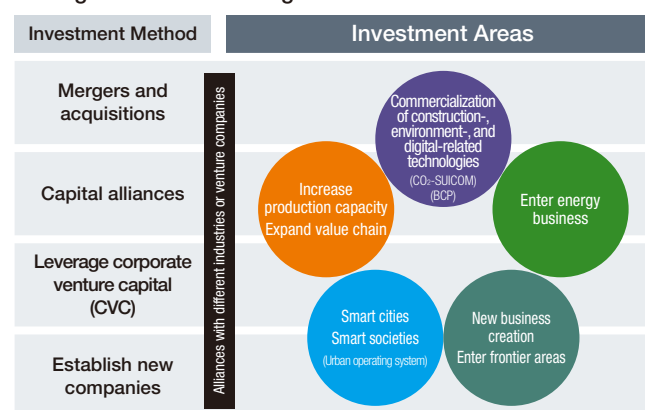 Investment Method
Investment Areas
Mergers and
acquisitions
Capital alliances
Leverage corporate
venture capital
(CVC)
Establish new
companies
Alliances with different industries or venture companies
Commercialization
of construction-,
environment-, and
digital-related
technologies
(CO₂-SUICOM)
(BCP)
Increase
production capacity
Expand value chain
Enter energy
business
Smart cities
Smart societies
(Urban operating system)
New business
creation
Enter frontier areas